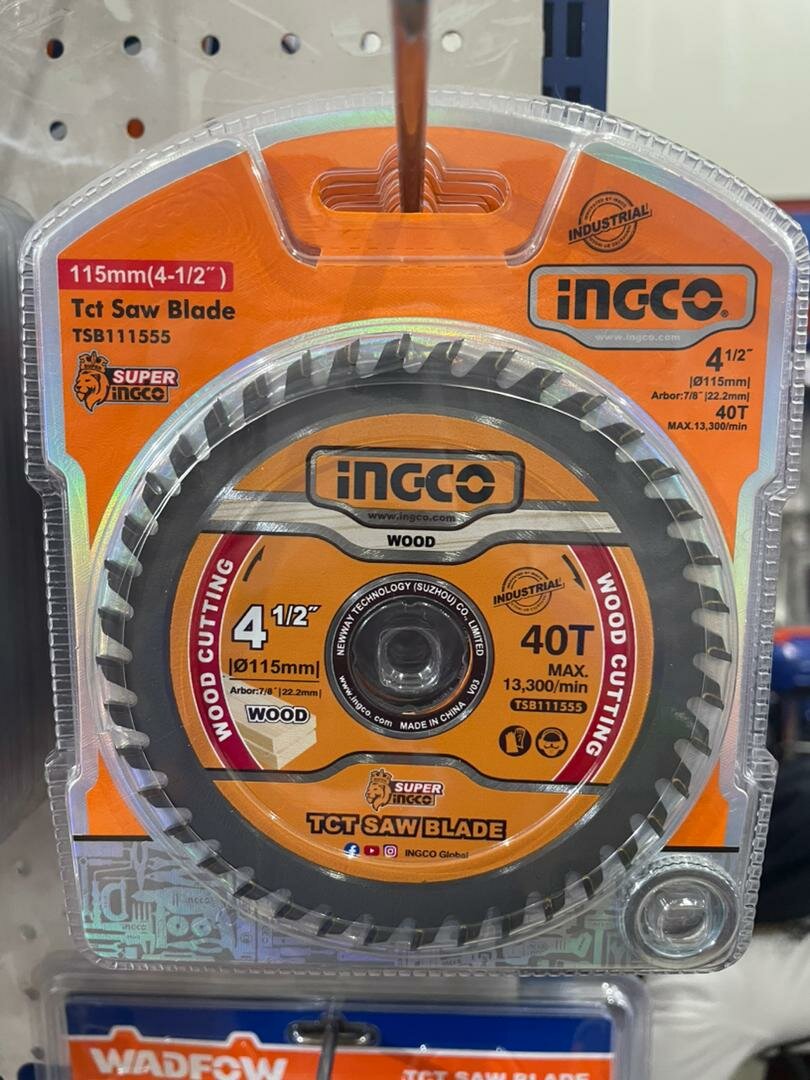 115mm(4-1/2″)
Tct Saw Blade
TSB111555
SUPER
INGCO
INDUSTRIAL
INGCO®
www.ingco.com
4 1/2″
|Ø115mm|
Arbor:7/8″|22.2mm|
40T
MAX.13,300/min
INGCO
www.ingco.com
WOOD
WOOD CUTTING
4 1/2″
|Ø115mm|
Arbor:7/8″|22.2mm|
WOOD
NEWWAY TECHNOLOGY (SUZHOU) CO., LIMITED
www.ingco.com MADE IN CHINA V03
INDUSTRIAL
40T
MAX.
13,300/min
TSB111555
WOOD CUTTING
SUPER
INGCO
TCT SAW BLADE
INGCO Global
INGCO
WADFOW
TCT SAW BLADE